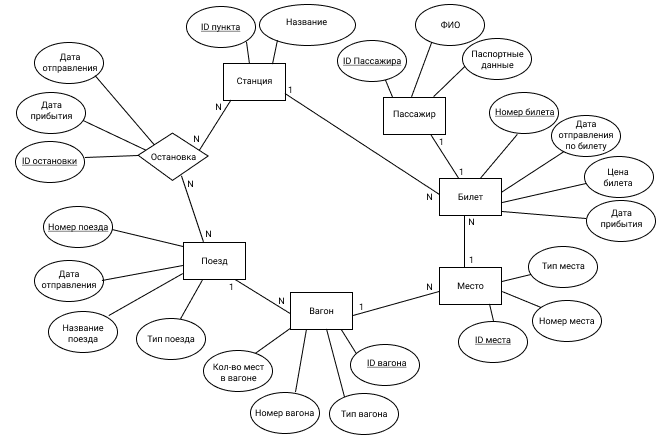 ID пункта
Название
ФИО
Дата
отправления
ID Пассажира
Паспортные
данные
Станция
1
Дата
прибытия
N
Пассажир
Номер билета
Дата
отправления
по билету
N
1
ID остановки
Остановка
1
Цена
билета
N
N
Билет
Дата
прибытия
N
Номер поезда
N
Поезд
1
Тип места
Дата
отправления
1
N
N
Место
1
Вагон
Название
поезда
Тип поезда
Номер места
ID места
Кол-во мест
в вагоне
ID вагона
Номер вагона
Тип вагона